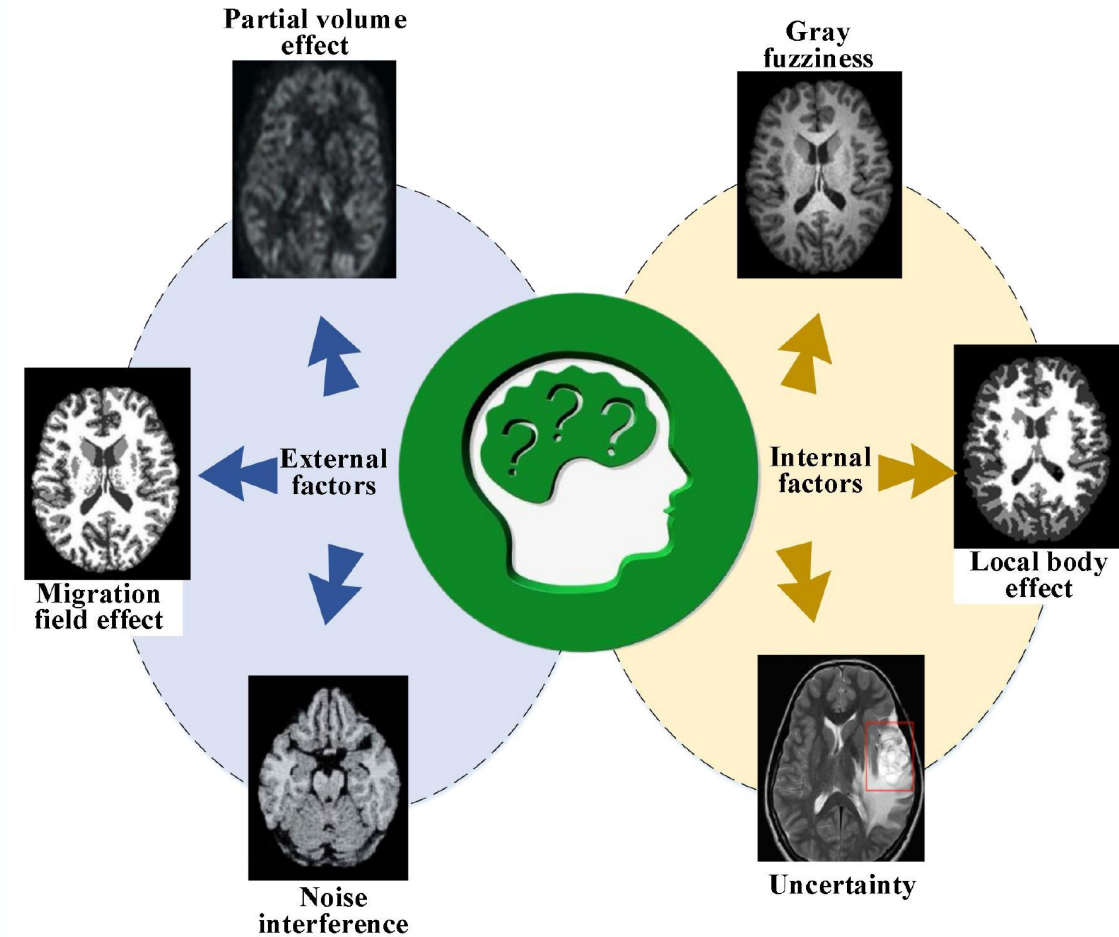 Partial volume
effect
Gray
fuzziness
External
factors
Internal
factors
Migration
field effect
Local body
effect
Noise
interference
Uncertainty
? ? ?